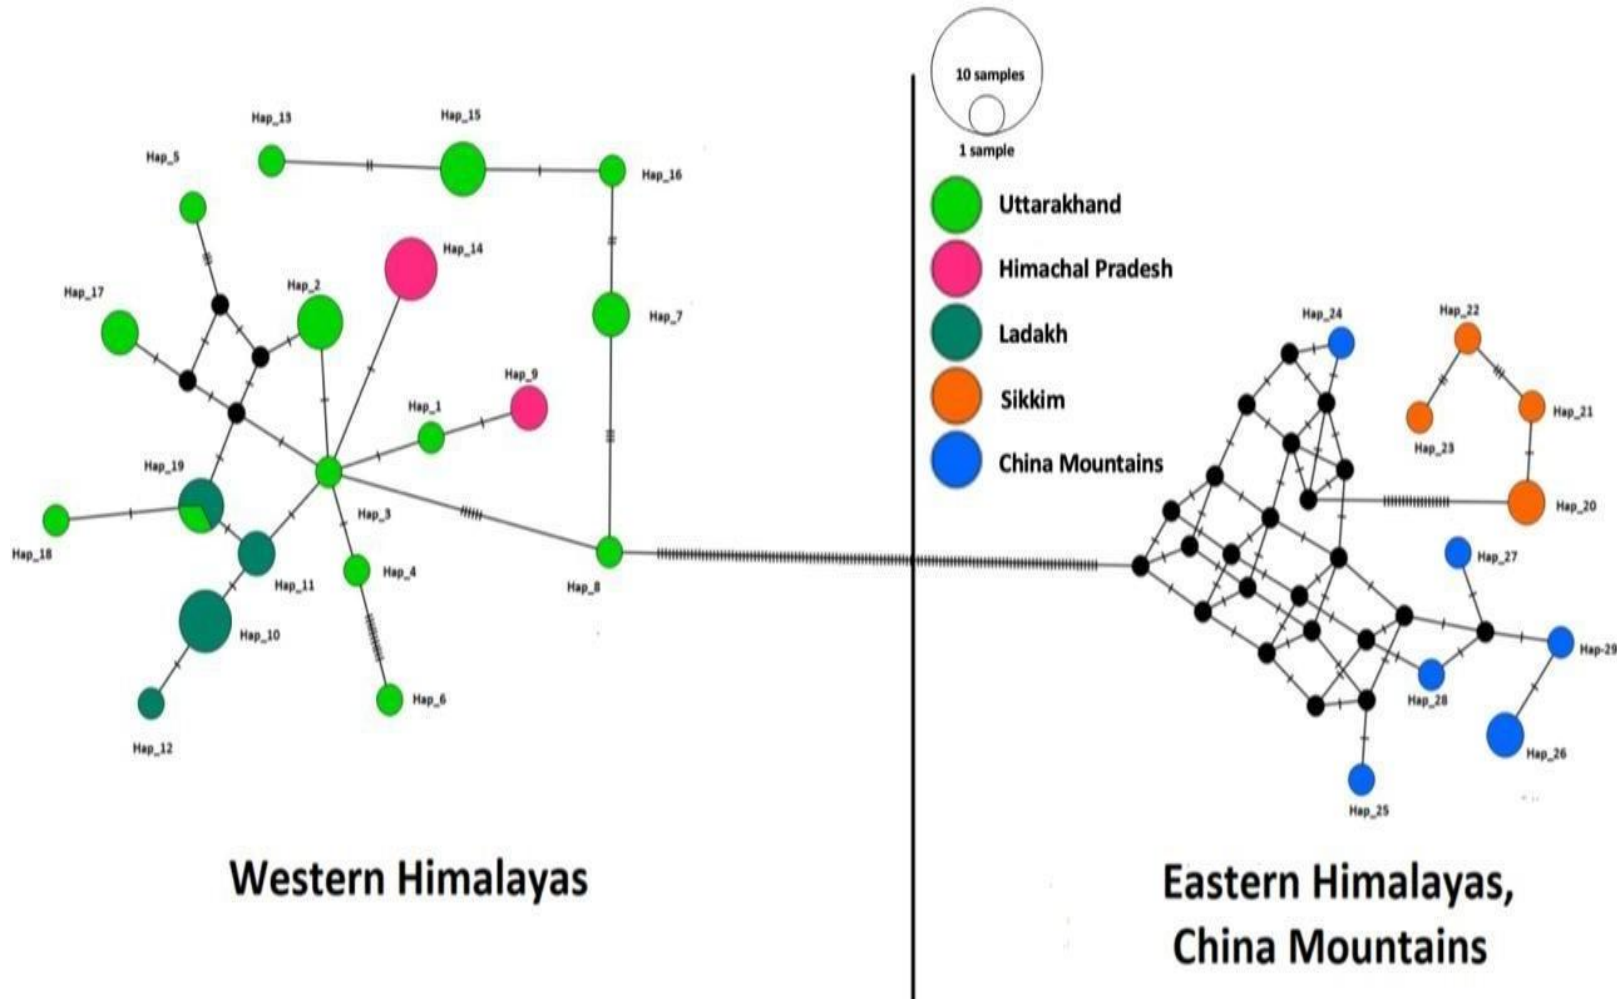 10 samples
1 sample
Hap_13
Hap_15
Hap_5
Hap_16
Hap_14
Hap_2
Hap_17
Hap_7
Hap_9
Hap_1
Hap_19
Hap_3
Hap_18
Hap_8
Hap_4
Hap_11
Hap_10
Hap_6
Hap_12
Uttarakhand
Himachal Pradesh
Ladakh
Sikkim
China Mountains
Hap_24
Hap_22
Hap_21
Hap_23
Hap_20
Hap_27
Hap-29
Hap_28
Hap_26
Hap_25
Western Himalayas
Eastern Himalayas,
China Mountains